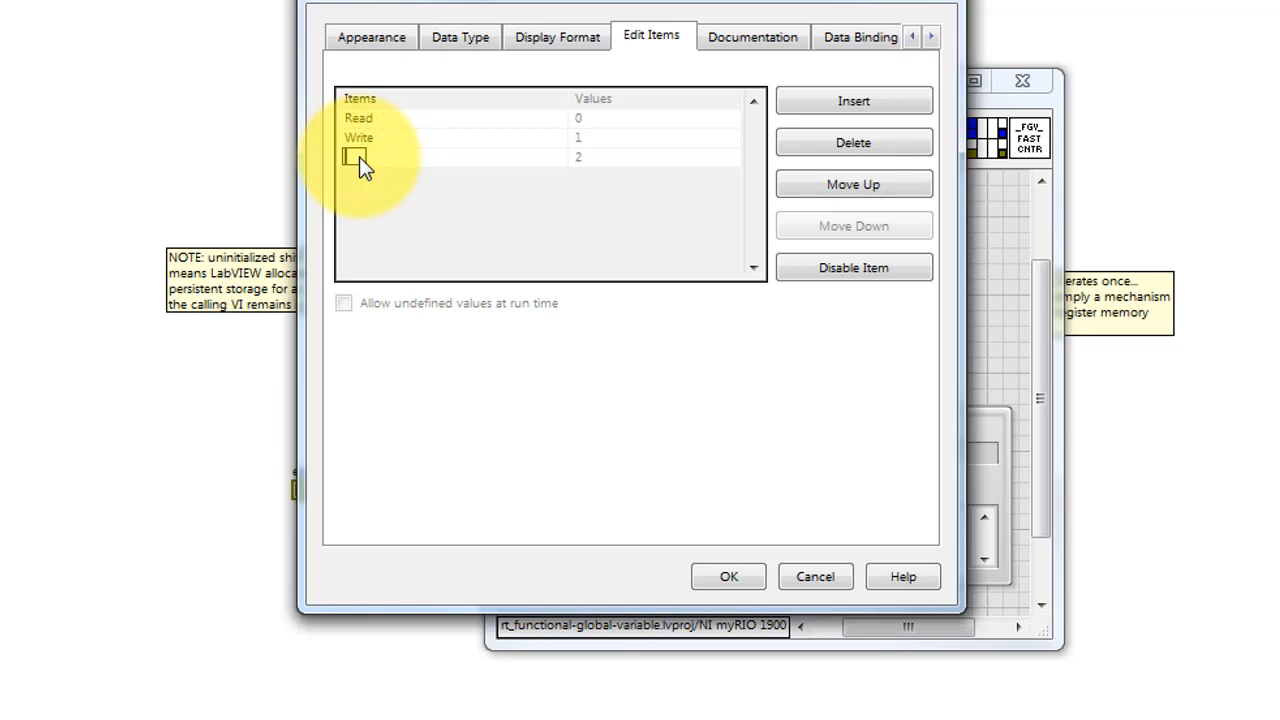 Appearance
Data Type
Display Format
Edit Items
Documentation
Data Binding
Items Values
Read 0
Write 1
2
Insert
Delete
Move Up
Move Down
Disable Item
Allow undefined values at run time
OK
Cancel
Help
_FGV_
FAST
CNTR
NOTE: uninitialized shi
means LabVIEW alloca
persistent storage for a
the calling VI remains
erates once...
mply a mechanism
egister memory
rt_functional-global-variable.lvproj/NI myRIO 1900